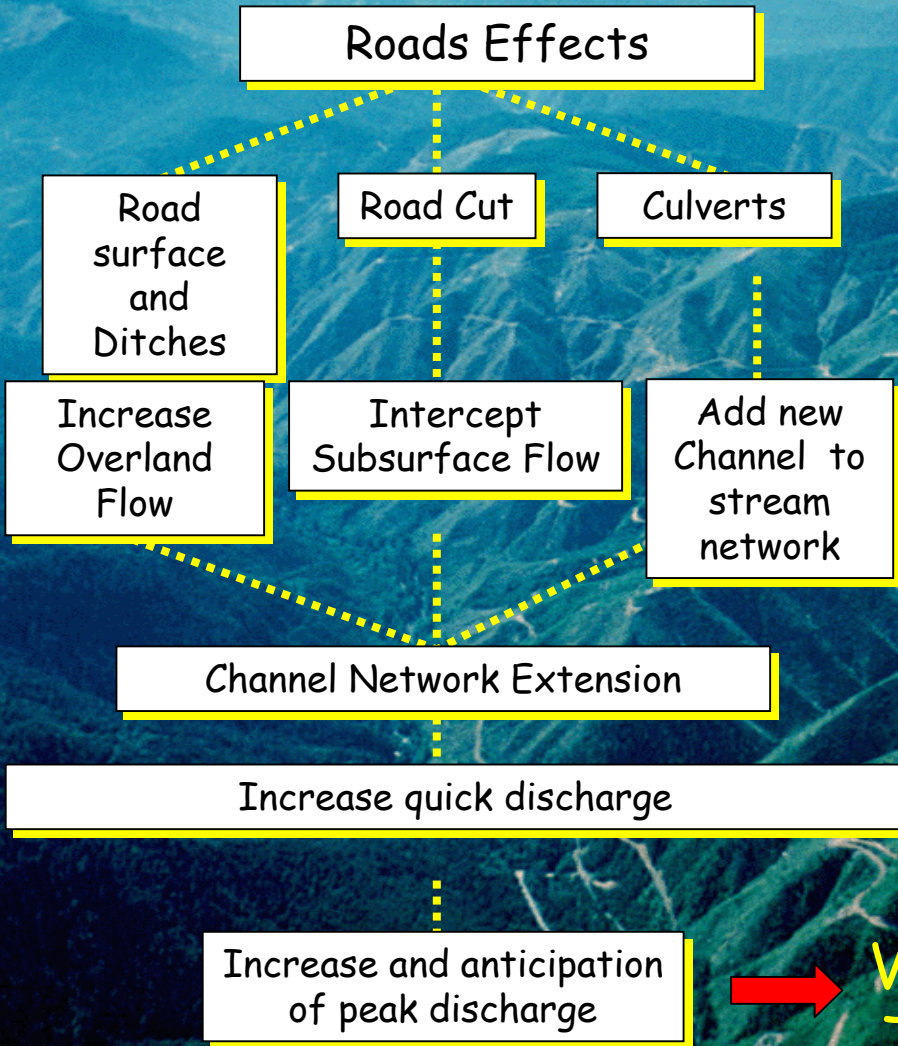 Roads Effects
Road
surface
and
Ditches
Road Cut
Culverts
Increase
Overland
Flow
Intercept
Subsurface Flow
Add new
Channel to
stream
network
Channel Network Extension
Increase quick discharge
Increase and anticipation
of peak discharge